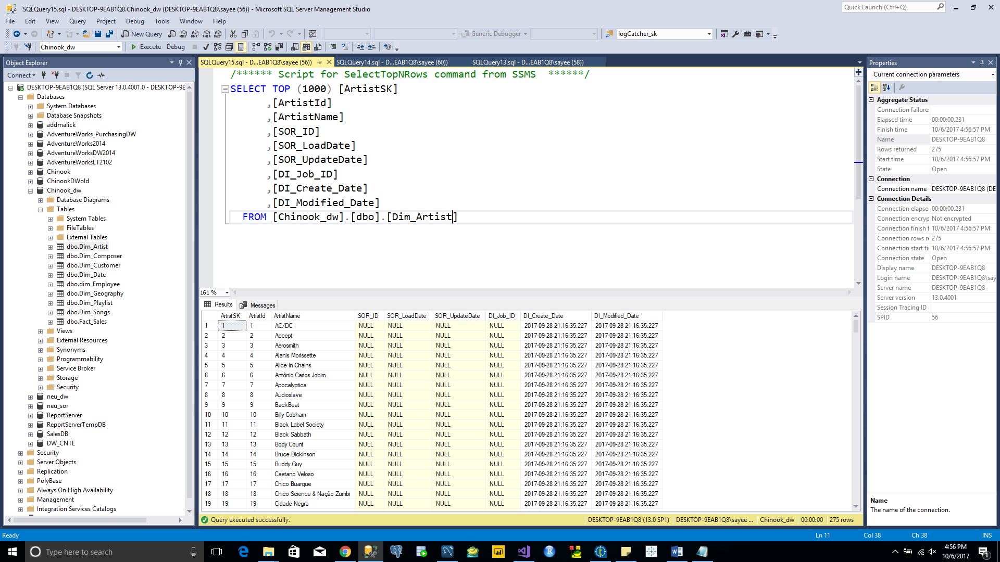 SQLQuery15.sql - DESKTOP-9EAB1Q8.Chinook_dw (DESKTOP-9EAB1Q8\sayee (56)) - Microsoft SQL Server Management Studio
Quick Launch (Ctrl+Q)
File Edit View Query Project Debug Tools Window Help
New Query MDX DMX XMLA DAX Generic Debugger logCatcher_sk
Chinook_dw Execute Debug
Object Explorer
Connect
DESKTOP-9EAB1Q8 (SQL Server 13.0.4001.0 - DESKTOP-9E
Databases
System Databases
Database Snapshots
addmalick
AdventureWorks_PurchasingDW
AdventureWorks2014
AdventureWorksDW2014
AdventureWorksLT2102
Chinook
ChinookDWold
Chinook_dw
Database Diagrams
Tables
System Tables
FileTables
External Tables
dbo.Dim_Artist
dbo.Dim_Composer
dbo.Dim_Customer
dbo.Dim_Date
dbo.dim_Employee
dbo.Dim_Geography
dbo.Dim_Playlist
dbo.Dim_Songs
dbo.Fact_Sales
Views
External Resources
Synonyms
Programmability
Service Broker
Storage
Security
neu_dw
neu_sor
ReportServer
ReportServerTempDB
SalesDB
DW_CNTL
Security
Server Objects
Replication
PolyBase
Always On High Availability
Management
Integration Services Catalogs
SQLQuery15.sql - D...EAB1Q8\sayee (56)) SQLQuery14.sql - D...EAB1Q8\sayee (60)) SQLQuery13.sql - D...EAB1Q8\sayee (58))
/****** Script for SelectTopNRows command from SSMS ******/
SELECT TOP (1000) [ArtistSK]
,[ArtistId]
,[ArtistName]
,[SOR_ID]
,[SOR_LoadDate]
,[SOR_UpdateDate]
,[DI_Job_ID]
,[DI_Create_Date]
,[DI_Modified_Date]
FROM [Chinook_dw].[dbo].[Dim_Artist]
161 %
Results Messages
ArtistSK ArtistId ArtistName SOR_ID SOR_LoadDate SOR_UpdateDate DI_Job_ID DI_Create_Date DI_Modified_Date
1 1 1 AC/DC NULL NULL NULL NULL 2017-09-28 21:16:35.227 2017-09-28 21:16:35.227
2 2 2 Accept NULL NULL NULL NULL 2017-09-28 21:16:35.227 2017-09-28 21:16:35.227
3 3 3 Aerosmith NULL NULL NULL NULL 2017-09-28 21:16:35.227 2017-09-28 21:16:35.227
4 4 4 Alanis Morissette NULL NULL NULL NULL 2017-09-28 21:16:35.227 2017-09-28 21:16:35.227
5 5 5 Alice In Chains NULL NULL NULL NULL 2017-09-28 21:16:35.227 2017-09-28 21:16:35.227
6 6 6 Antônio Carlos Jobim NULL NULL NULL NULL 2017-09-28 21:16:35.227 2017-09-28 21:16:35.227
7 7 7 Apocalyptica NULL NULL NULL NULL 2017-09-28 21:16:35.227 2017-09-28 21:16:35.227
8 8 8 Audioslave NULL NULL NULL NULL 2017-09-28 21:16:35.227 2017-09-28 21:16:35.227
9 9 9 BackBeat NULL NULL NULL NULL 2017-09-28 21:16:35.227 2017-09-28 21:16:35.227
10 10 10 Billy Cobham NULL NULL NULL NULL 2017-09-28 21:16:35.227 2017-09-28 21:16:35.227
11 11 11 Black Label Society NULL NULL NULL NULL 2017-09-28 21:16:35.227 2017-09-28 21:16:35.227
12 12 12 Black Sabbath NULL NULL NULL NULL 2017-09-28 21:16:35.227 2017-09-28 21:16:35.227
13 13 13 Body Count NULL NULL NULL NULL 2017-09-28 21:16:35.227 2017-09-28 21:16:35.227
14 14 14 Bruce Dickinson NULL NULL NULL NULL 2017-09-28 21:16:35.227 2017-09-28 21:16:35.227
15 15 15 Buddy Guy NULL NULL NULL NULL 2017-09-28 21:16:35.227 2017-09-28 21:16:35.227
16 16 16 Caetano Veloso NULL NULL NULL NULL 2017-09-28 21:16:35.227 2017-09-28 21:16:35.227
17 17 17 Chico Buarque NULL NULL NULL NULL 2017-09-28 21:16:35.227 2017-09-28 21:16:35.227
18 18 18 Chico Science & Nação Zumbi NULL NULL NULL NULL 2017-09-28 21:16:35.227 2017-09-28 21:16:35.227
19 19 19 Cidade Negra NULL NULL NULL NULL 2017-09-28 21:16:35.227 2017-09-28 21:16:35.227
Query executed successfully. DESKTOP-9EAB1Q8 (13.0 SP1) DESKTOP-9EAB1Q8\sayee ... Chinook_dw 00:00:00 275 rows
Properties
Current connection parameters
Aggregate Status
Connection failures
Elapsed time 00:00:00.231
Finish time 10/6/2017 4:56:57 PM
Name DESKTOP-9EAB1Q8
Rows returned 275
Start time 10/6/2017 4:56:57 PM
State Open
Connection
Connection name DESKTOP-9EAB1Q8 (DE
Connection Details
Connection elapse 00:00:00.231
Connection encryp Not encrypted
Connection finish t 10/6/2017 4:56:57 PM
Connection rows re 275
Connection start ti 10/6/2017 4:56:57 PM
Connection state Open
Display name DESKTOP-9EAB1Q8
Login name DESKTOP-9EAB1Q8\say
Server name DESKTOP-9EAB1Q8
Server version 13.0.4001
Session Tracing ID
SPID 56
Name
The name of the connection.
Ready Ln 11 Col 38 Ch 38 INS
Type here to search
4:56 PM
10/6/2017
1